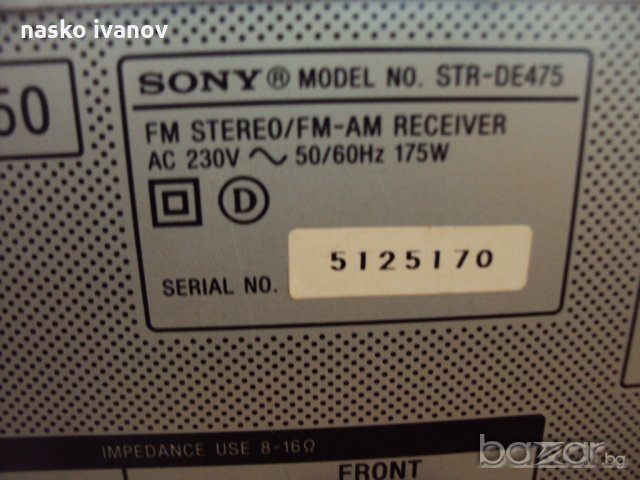 nasko ivanov
50
SONY® MODEL NO. STR-DE475
FM STEREO/FM-AM RECEIVER
AC 230V ~ 50/60Hz 175W
D
SERIAL NO. 5125170
IMPEDANCE USE 8-16Ω
FRONT
bazar.bg